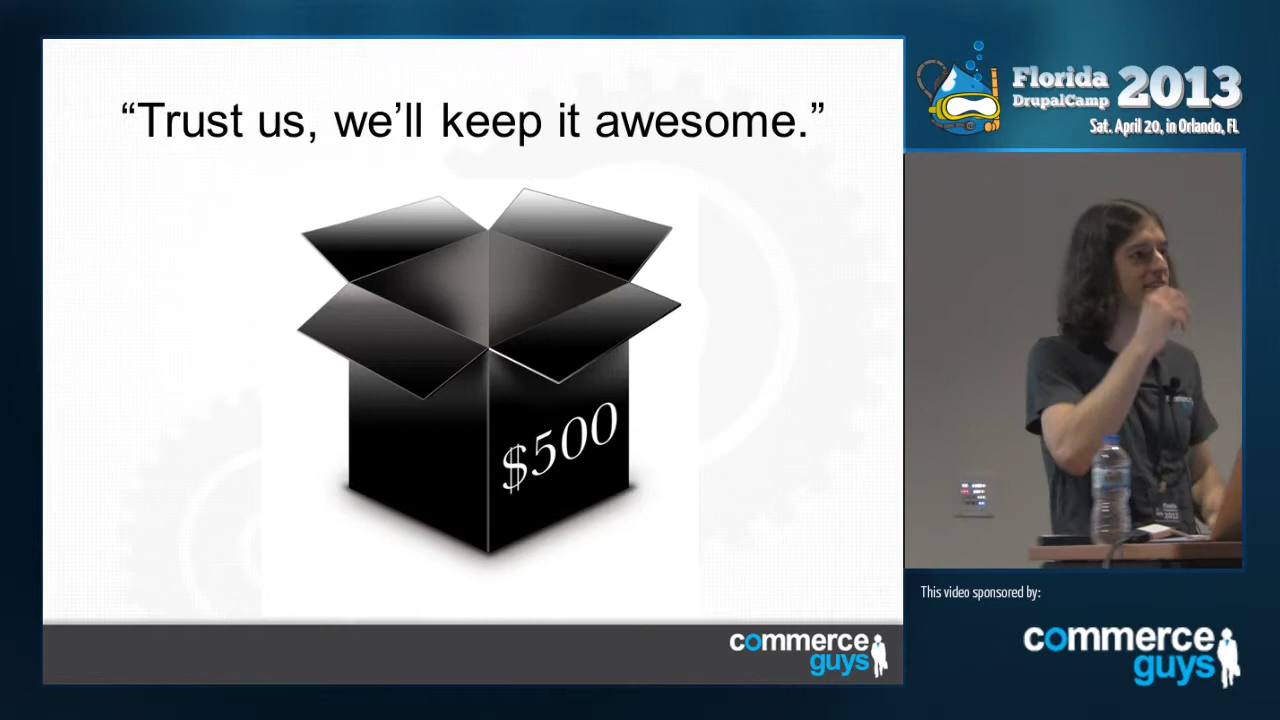 “Trust us, we’ll keep it awesome.”
$500
commerce
guys
Florida
DrupalCamp
2013
Sat. April 20, in Orlando, FL
This video sponsored by:
commerce
guys